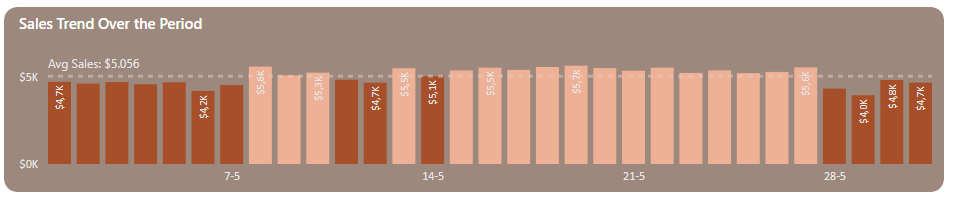 Sales Trend Over the Period
Avg Sales: $5.056
$5K
$0K
$4,7K
$4,2K
$5,6K
$5,3K
$4,7K
$5,5K
$5,1K
$5,5K
$5,7K
$5,6K
$4,0K
$4,8K
$4,7K
7-5
14-5
21-5
28-5